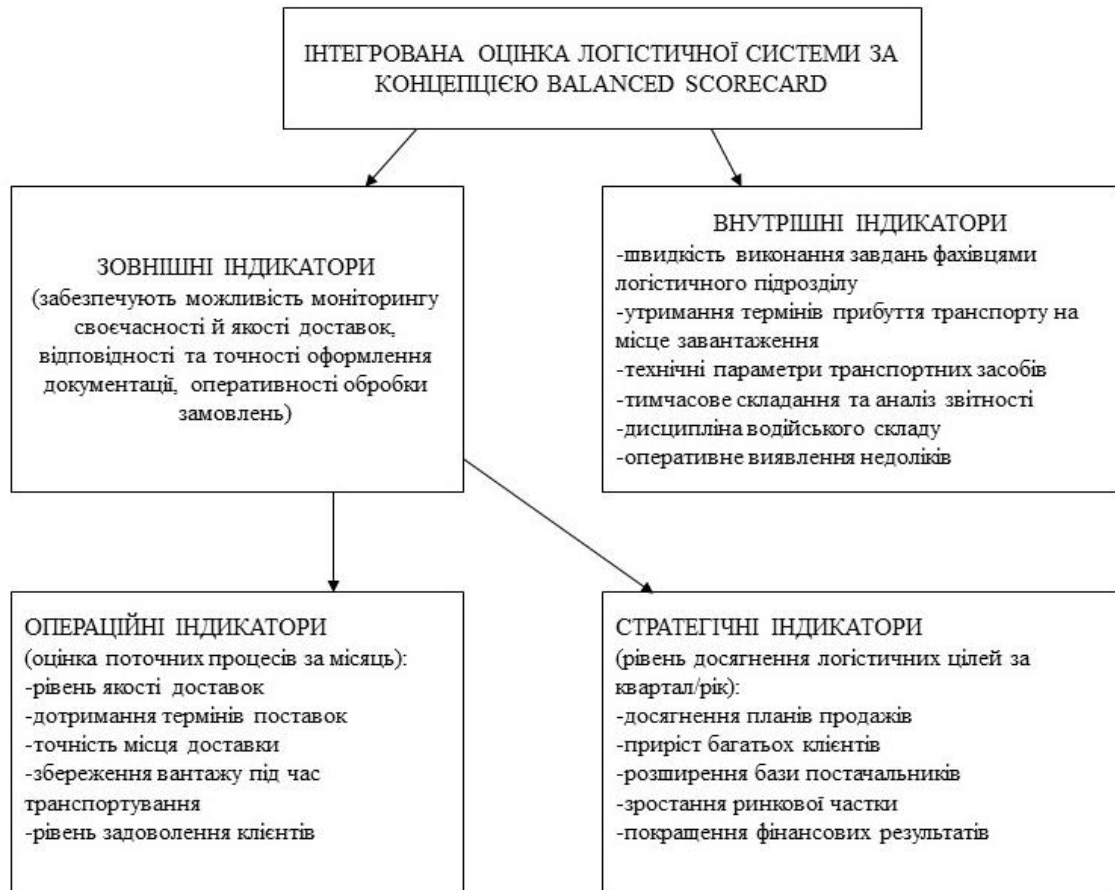 ІНТЕГРОВАНА ОЦІНКА ЛОГІСТИЧНОЇ СИСТЕМИ ЗА
КОНЦЕПЦІЄЮ BALANCED SCORECARD
ЗОВНІШНІ ІНДИКАТОРИ
(забезпечують можливість моніторингу
своєчасності й якості доставок,
відповідності та точності оформлення
документації, оперативності обробки
замовлень)
ВНУТРІШНІ ІНДИКАТОРИ
-швидкість виконання завдань фахівцями
логістичного підрозділу
-утримання термінів прибуття транспорту на
місце завантаження
-технічні параметри транспортних засобів
-тимчасове складання та аналіз звітності
-дисципліна водійського складу
-оперативне виявлення недоліків
ОПЕРАЦІЙНІ ІНДИКАТОРИ
(оцінка поточних процесів за місяць):
-рівень якості доставок
-дотримання термінів поставок
-точність місця доставки
-збереження вантажу під час
транспортування
-рівень задоволення клієнтів
СТРАТЕГІЧНІ ІНДИКАТОРИ
(рівень досягнення логістичних цілей за
квартал/рік):
-досягнення планів продажів
-приріст багатьох клієнтів
-розширення бази постачальників
-зростання ринкової частки
-покращення фінансових результатів